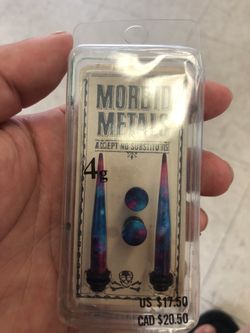 MORBID
METALS
ACCEPT NO SUBSTITUTE
4g
US $17.50
CAD $20.50